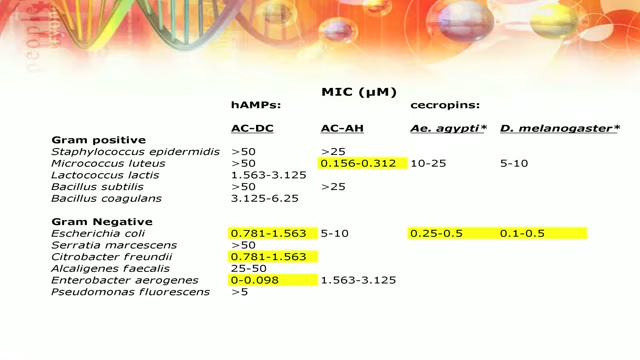 MIC (µM)
hAMPs: cecropins:
AC-DC AC-AH Ae. agypti* D. melanogaster*
Gram positive
Staphylococcus epidermidis >50 >25
Micrococcus luteus >50 0.156-0.312 10-25 5-10
Lactococcus lactis 1.563-3.125
Bacillus subtilis >50 >25
Bacillus coagulans 3.125-6.25
Gram Negative
Escherichia coli 0.781-1.563 5-10 0.25-0.5 0.1-0.5
Serratia marcescens >50
Citrobacter freundii 0.781-1.563
Alcaligenes faecalis 25-50
Enterobacter aerogenes 0-0.098 1.563-3.125
Pseudomonas fluorescens >5